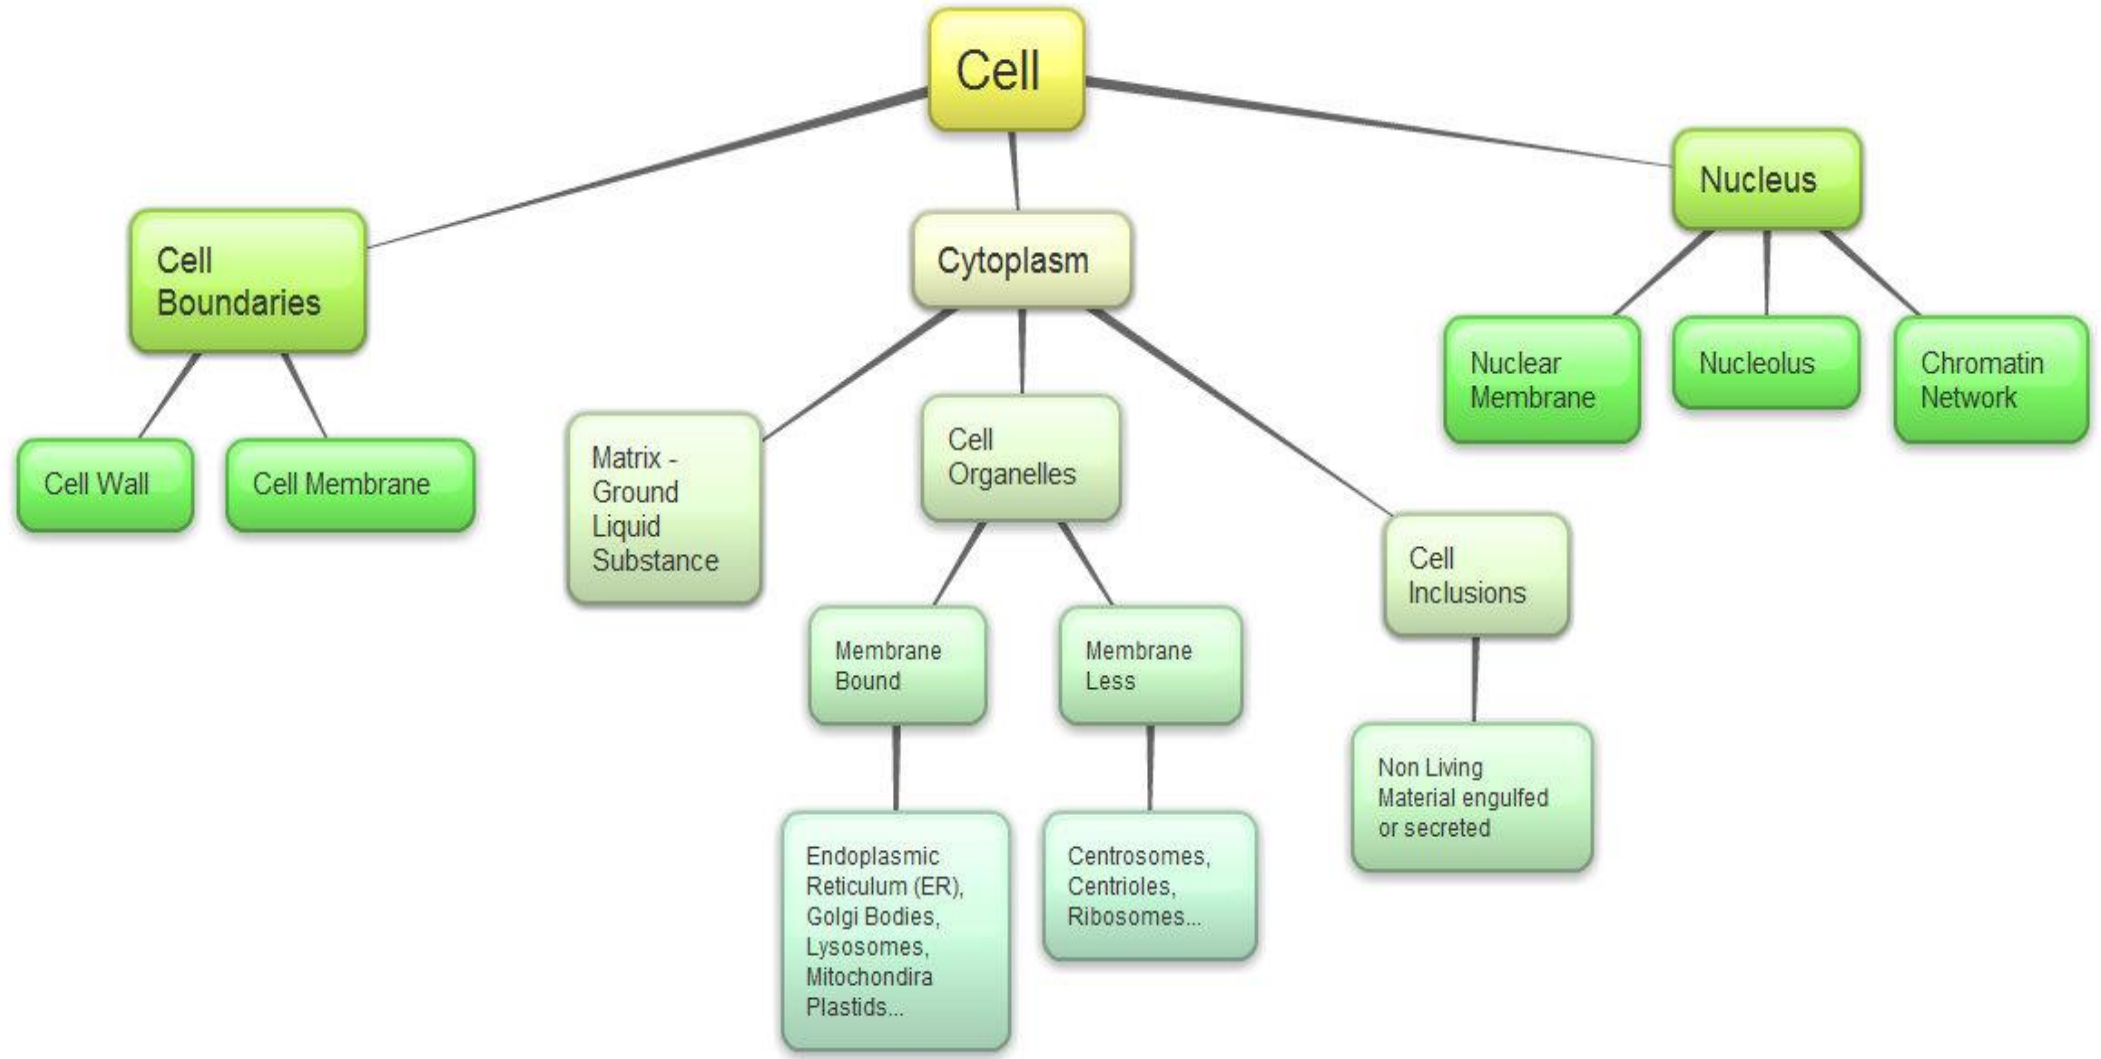 Cell
Nucleus
Cell
Boundaries
Cytoplasm
Nuclear
Membrane
Nucleolus
Chromatin
Network
Cell Wall
Cell Membrane
Matrix -
Ground
Liquid
Substance
Cell
Organelles
Cell
Inclusions
Membrane
Bound
Membrane
Less
Non Living
Material engulfed
or secreted
Endoplasmic
Reticulum (ER),
Golgi Bodies,
Lysosomes,
Mitochondira
Plastids...
Centrosomes,
Centrioles,
Ribosomes...